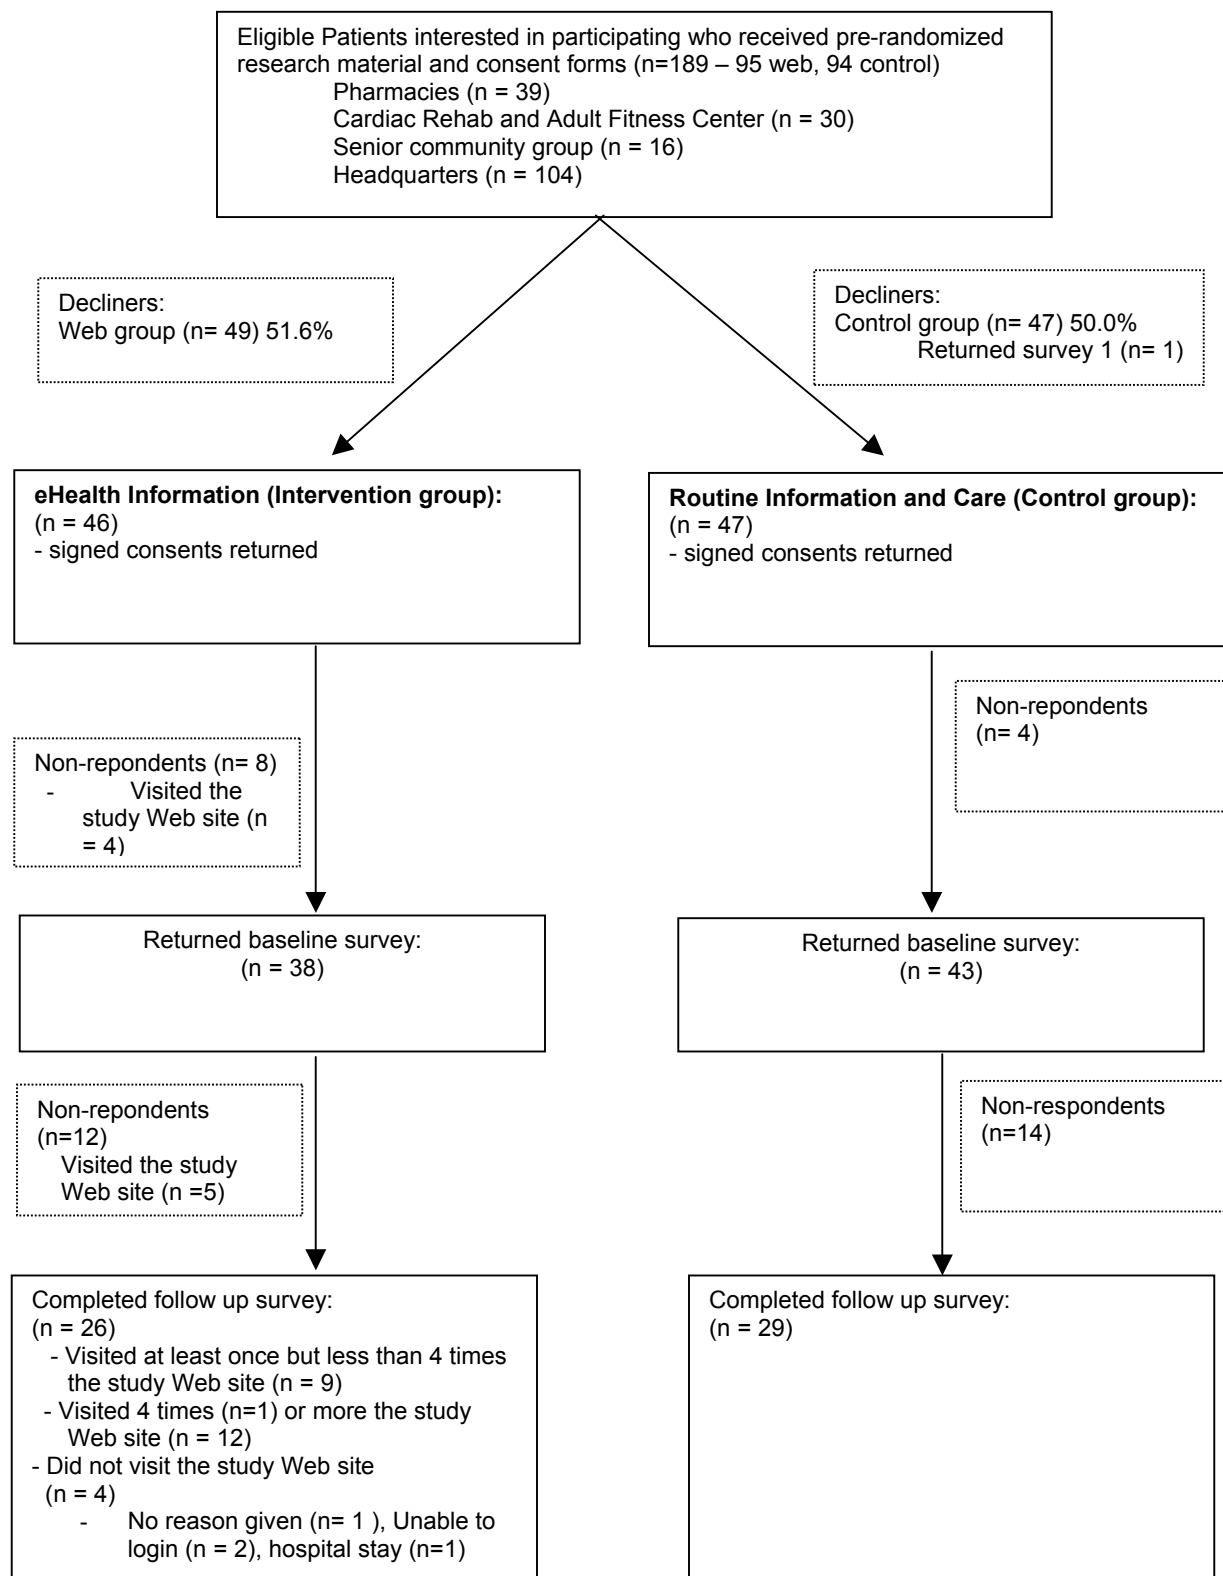 Eligible Patients interested in participating who received pre-randomized
research material and consent forms (n=189 – 95 web, 94 control)
Pharmacies (n = 39)
Cardiac Rehab and Adult Fitness Center (n = 30)
Senior community group (n = 16)
Headquarters (n = 104)
Decliners:
Web group (n= 49) 51.6%
Decliners:
Control group (n= 47) 50.0%
Returned survey 1 (n= 1)
eHealth Information (Intervention group):
(n = 46)
- signed consents returned
Routine Information and Care (Control group):
(n = 47)
- signed consents returned
Non-repondents (n= 8)
- Visited the
study Web site (n
= 4)
Non-repondents
(n= 4)
Returned baseline survey:
(n = 38)
Returned baseline survey:
(n = 43)
Non-repondents
(n=12)
Visited the study
Web site (n =5)
Non-respondents
(n=14)
Completed follow up survey:
(n = 26)
- Visited at least once but less than 4 times
the study Web site (n = 9)
- Visited 4 times (n=1) or more the study
Web site (n = 12)
- Did not visit the study Web site
(n = 4)
- No reason given (n= 1 ), Unable to
login (n = 2), hospital stay (n=1)
Completed follow up survey:
(n = 29)